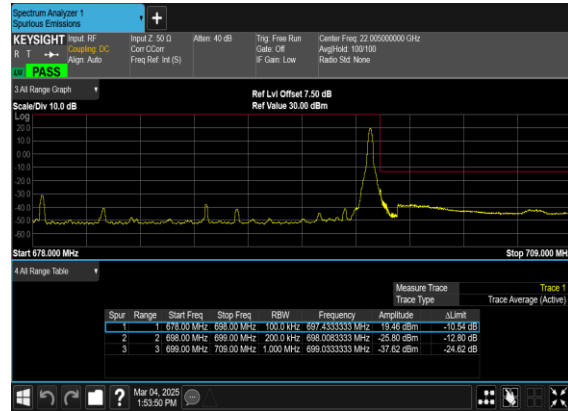 Spectrum Analyzer 1
Spurious Emissions
+
KEYSIGHT Input: RF Input Z: 50 Ω Atten: 40 dB Trig: Free Run Center Freq: 22.005000000 GHz
R T Coupling: DC Corr CCorr Gate: Off Avg|Hold: 100/100
Align: Auto Freq Ref: Int (S) IF Gain: Low Radio Std: None
LW PASS
3 All Range Graph Ref Lvl Offset 7.50 dB
Scale/Div 10.0 dB Ref Value 30.00 dBm
Log
20.0
10.0
0.00
-10.0
-20.0
-30.0
-40.0
-50.0
-60.0
Start 678.000 MHz Stop 709.000 MH
4 All Range Table
Measure Trace Trace 1
Trace Type Trace Average (Active)
Spur Range Start Freq Stop Freq RBW Frequency Amplitude ΔLimit
1 1 678.00 MHz 698.00 MHz 100.0 kHz 697.4333333 MHz 19.46 dBm -10.54 dB
2 2 698.00 MHz 699.00 MHz 200.0 kHz 698.0083333 MHz -25.80 dBm -12.80 dB
3 3 699.00 MHz 709.00 MHz 1.000 MHz 699.0333333 MHz -37.62 dBm -24.62 dB
? Mar 04, 2025
1:53:50 PM